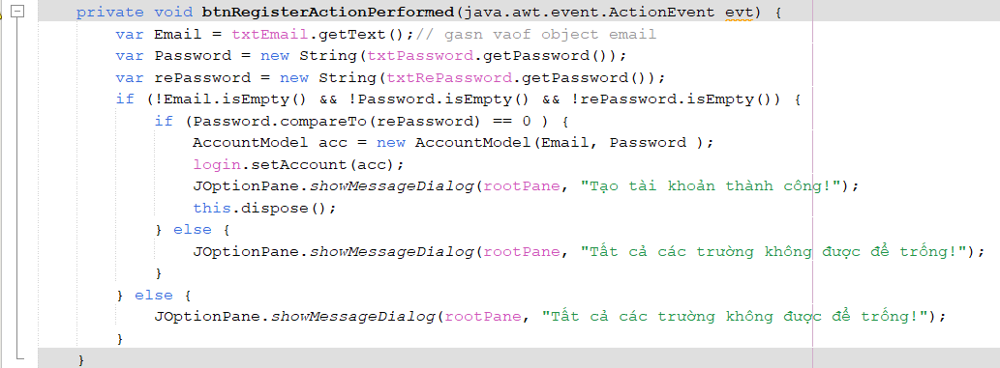 private void btnRegisterActionPerformed(java.awt.event.ActionEvent evt) {
var Email = txtEmail.getText();// gasn vaof object email
var Password = new String(txtPassword.getPassword());
var rePassword = new String(txtRePassword.getPassword());
if (!Email.isEmpty() && !Password.isEmpty() && !rePassword.isEmpty()) {
if (Password.compareTo(rePassword) == 0 ) {
AccountModel acc = new AccountModel(Email, Password );
login.setAccount(acc);
JOptionPane.showMessageDialog(rootPane, "Tạo tài khoản thành công!");
this.dispose();
} else {
JOptionPane.showMessageDialog(rootPane, "Tất cả các trường không được để trống!");
}
} else {
JOptionPane.showMessageDialog(rootPane, "Tất cả các trường không được để trống!");
}
}